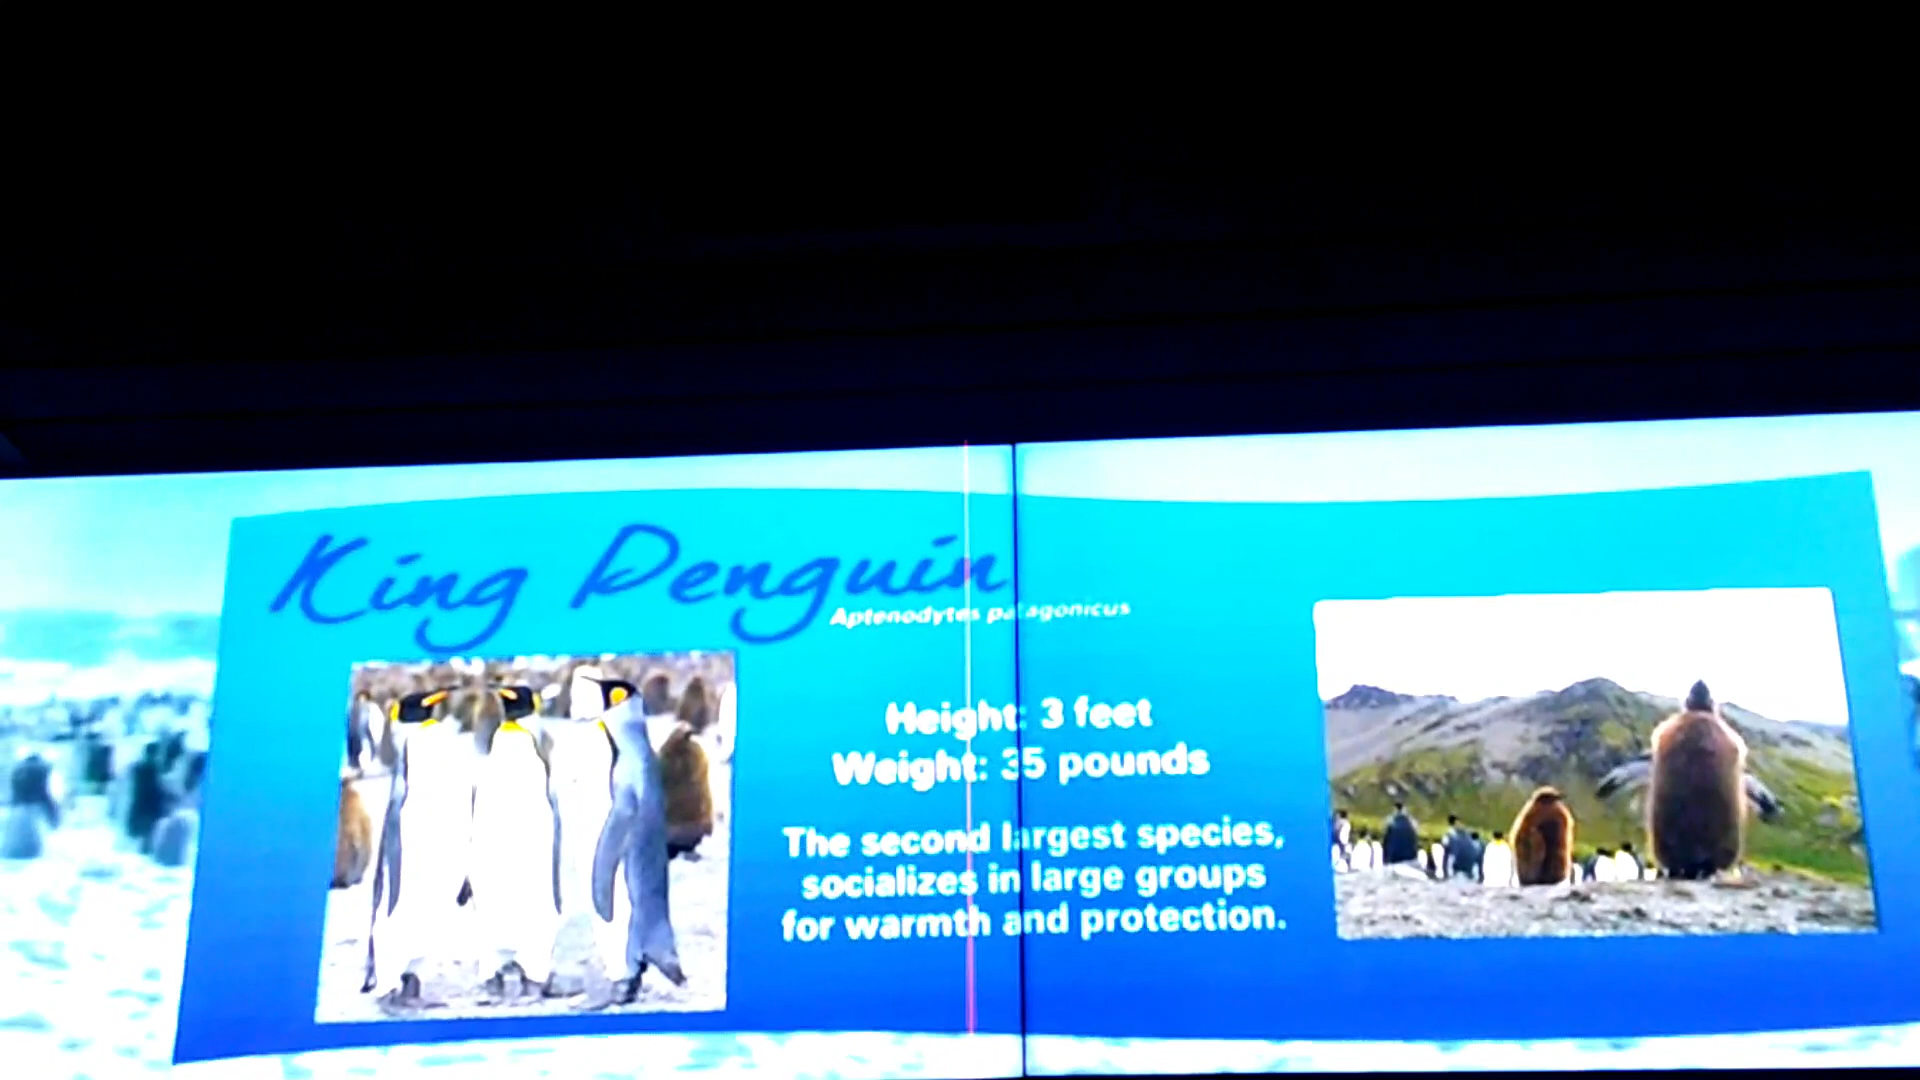 King Penguin
Aptenodytes patagonicus
Height: 3 feet
Weight: 35 pounds
The second largest species,
socializes in large groups
for warmth and protection.